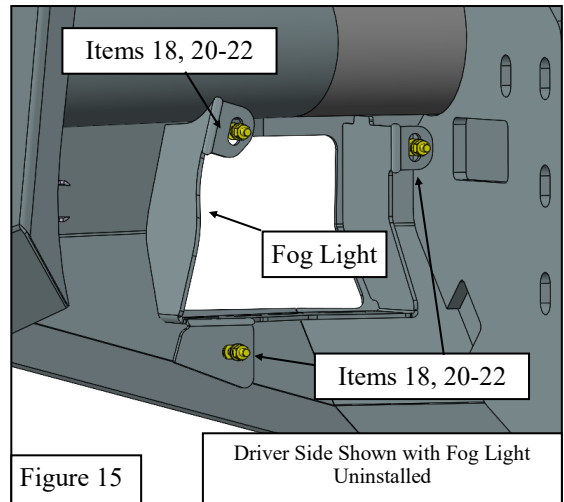 Items 18, 20-22
Fog Light
Items 18, 20-22
Figure 15
Driver Side Shown with Fog Light
Uninstalled